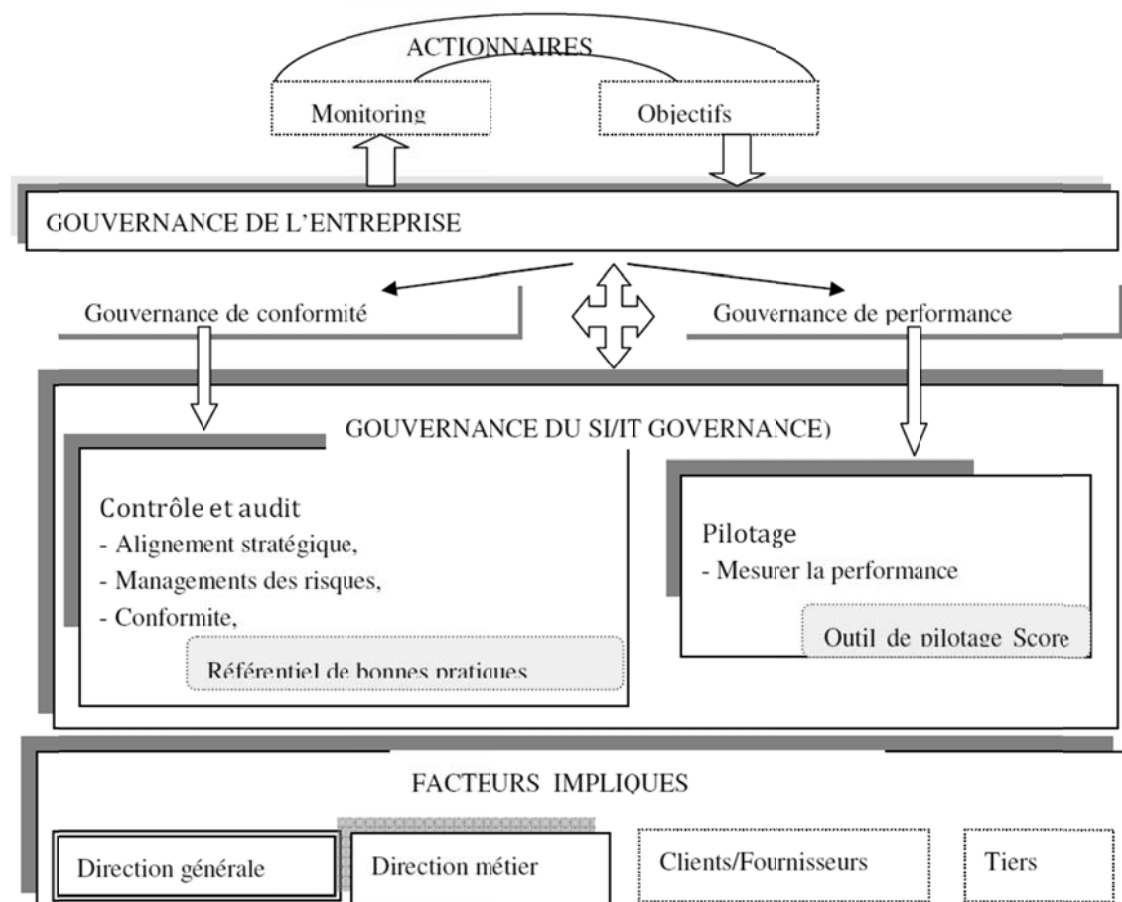 ACTIONNAIRES
Monitoring
Objectifs
GOUVERNANCE DE L'ENTREPRISE
Gouvernance de conformité
Gouvernance de performance
GOUVERNANCE DU SI/IT GOVERNANCE)
Contrôle et audit
- Alignement stratégique,
- Managements des risques,
- Conformite,
Référentiel de bonnes pratiques
Pilotage
- Mesurer la performance
Outil de pilotage Score
FACTEURS IMPLIQUES
Direction générale
Direction métier
Clients/Fournisseurs
Tiers